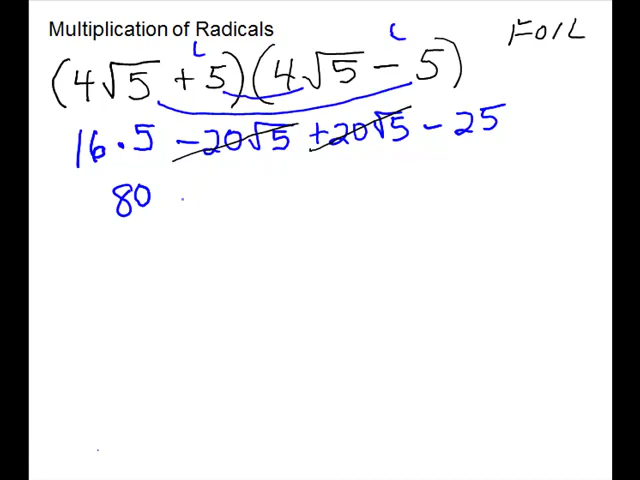 Multiplication of Radicals
FOIL
L L
(4√5 + 5)(4√5 − 5)
16 · 5 − 20√5 + 20√5 − 25
80